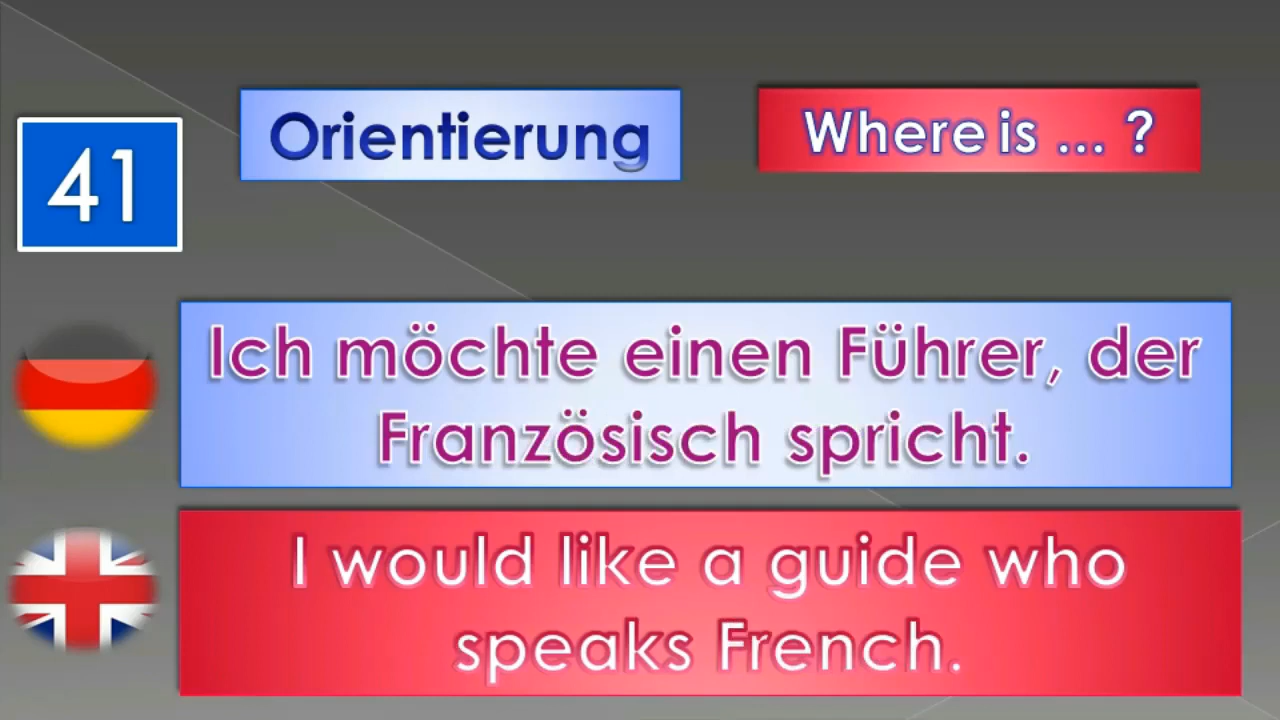 Orientierung
Where is ... ?
41
Ich möchte einen Führer, der
Französisch spricht.
I would like a guide who
speaks French.